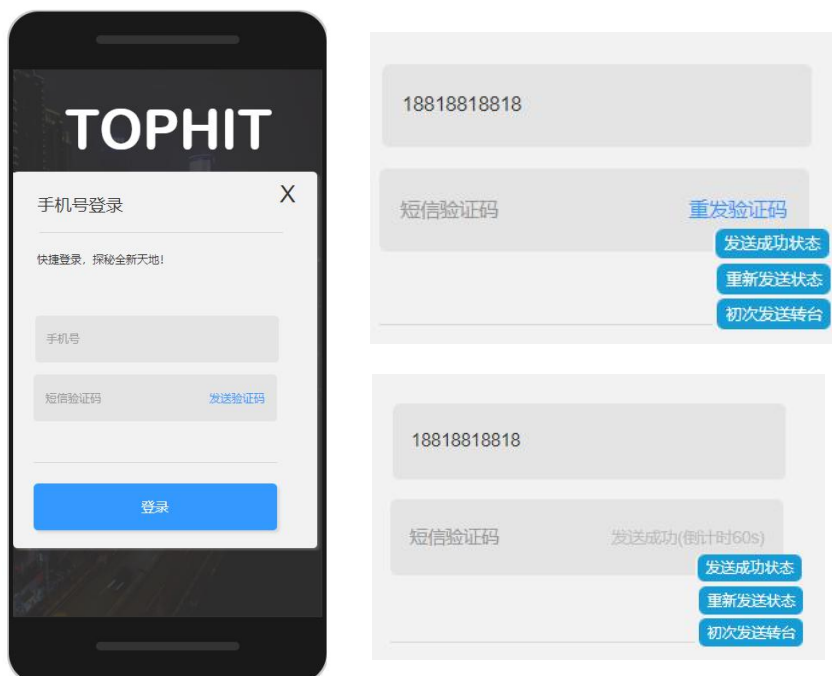 TOPHIT
手机号登录
X
快捷登录，探秘全新天地！
手机号
短信验证码 发送验证码
登录
18818818818
短信验证码 重发验证码
发送成功状态
重新发送状态
初次发送转台
18818818818
短信验证码 发送成功(倒计时60s)
发送成功状态
重新发送状态
初次发送转台